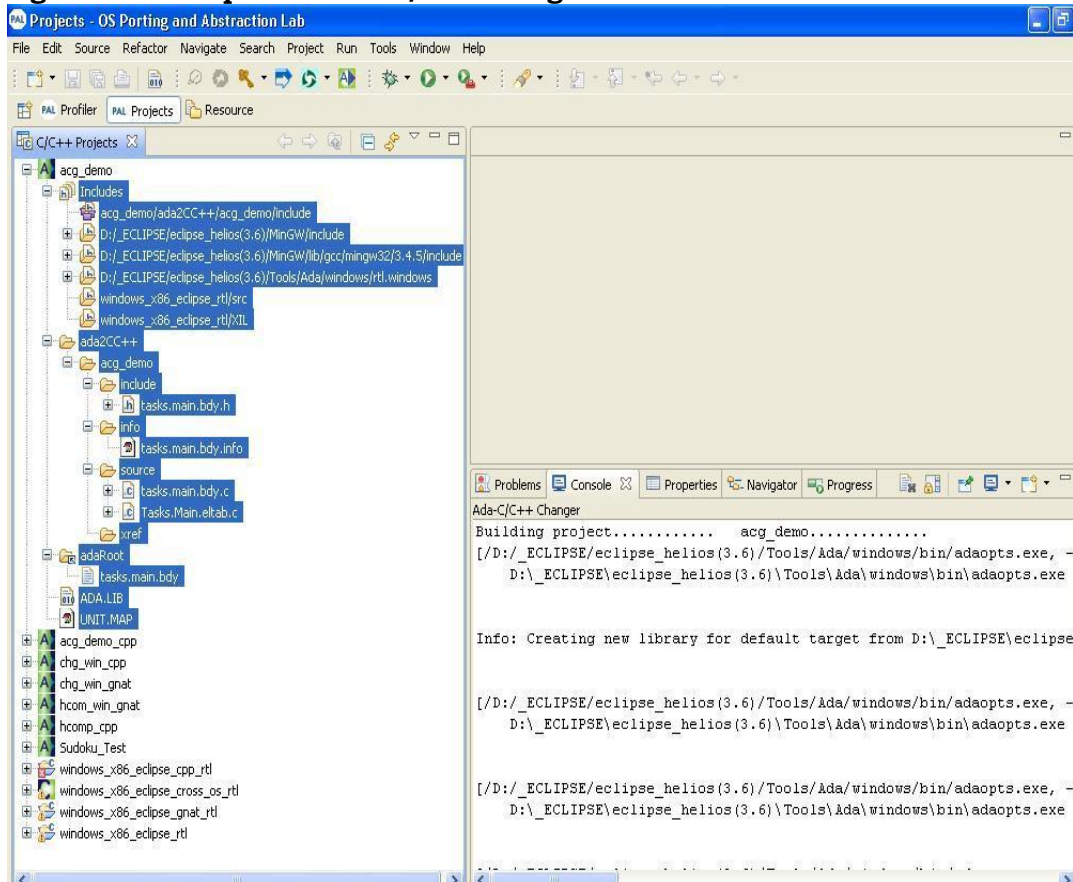 PAL Projects - OS Porting and Abstraction Lab
File Edit Source Refactor Navigate Search Project Run Tools Window Help
PAL Profiler PAL Projects Resource
C/C++ Projects
acg_demo
Includes
acg_demo/ada2CC++/acg_demo/include
D:/_ECLIPSE/eclipse_helios(3.6)/MinGW/include
D:/_ECLIPSE/eclipse_helios(3.6)/MinGW/lib/gcc/mingw32/3.4.5/include
D:/_ECLIPSE/eclipse_helios(3.6)/Tools/Ada/windows/rtl.windows
windows_x86_eclipse_rtl/src
windows_x86_eclipse_rtl/XIL
ada2CC++
acg_demo
include
tasks.main.bdy.h
info
tasks.main.bdy.info
source
tasks.main.bdy.c
Tasks.Main.eltab.c
xref
adaRoot
tasks.main.bdy
ADA.LIB
UNIT.MAP
acg_demo_cpp
chg_win_cpp
chg_win_gnat
hcom_win_gnat
hcomp_cpp
Sudoku_Test
windows_x86_eclipse_cpp_rtl
windows_x86_eclipse_cross_os_rtl
windows_x86_eclipse_gnat_rtl
windows_x86_eclipse_rtl
Problems Console Properties Navigator Progress
Ada-C/C++ Changer
Building project............ acg_demo..............
[/D:/_ECLIPSE/eclipse_helios(3.6)/Tools/Ada/windows/bin/adaopts.exe, -
D:\_ECLIPSE\eclipse_helios(3.6)\Tools\Ada\windows\bin\adaopts.exe
Info: Creating new library for default target from D:\_ECLIPSE\eclipse
[/D:/_ECLIPSE/eclipse_helios(3.6)/Tools/Ada/windows/bin/adaopts.exe, -
D:\_ECLIPSE\eclipse_helios(3.6)\Tools\Ada\windows\bin\adaopts.exe
[/D:/_ECLIPSE/eclipse_helios(3.6)/Tools/Ada/windows/bin/adaopts.exe, -
D:\_ECLIPSE\eclipse_helios(3.6)\Tools\Ada\windows\bin\adaopts.exe